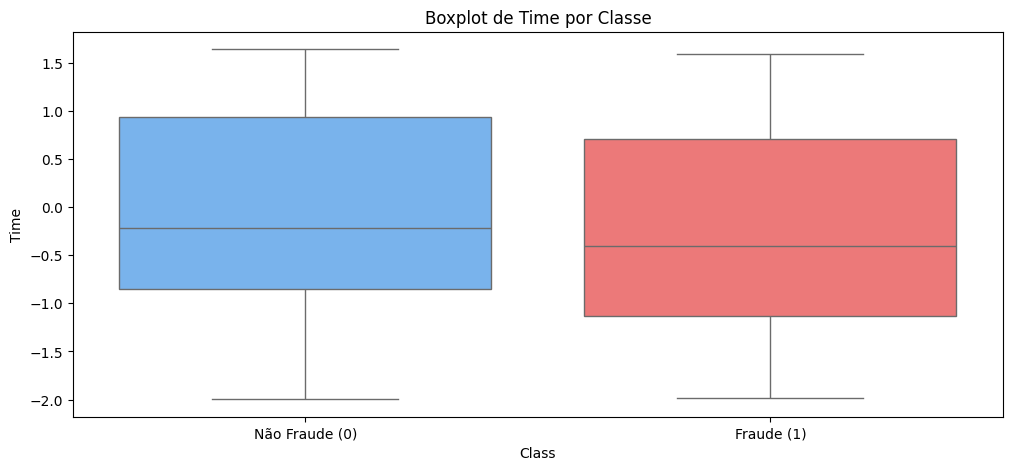 Boxplot de Time por Classe
1.5
1.0
0.5
0.0
−0.5
−1.0
−1.5
−2.0
Time
Não Fraude (0)
Fraude (1)
Class